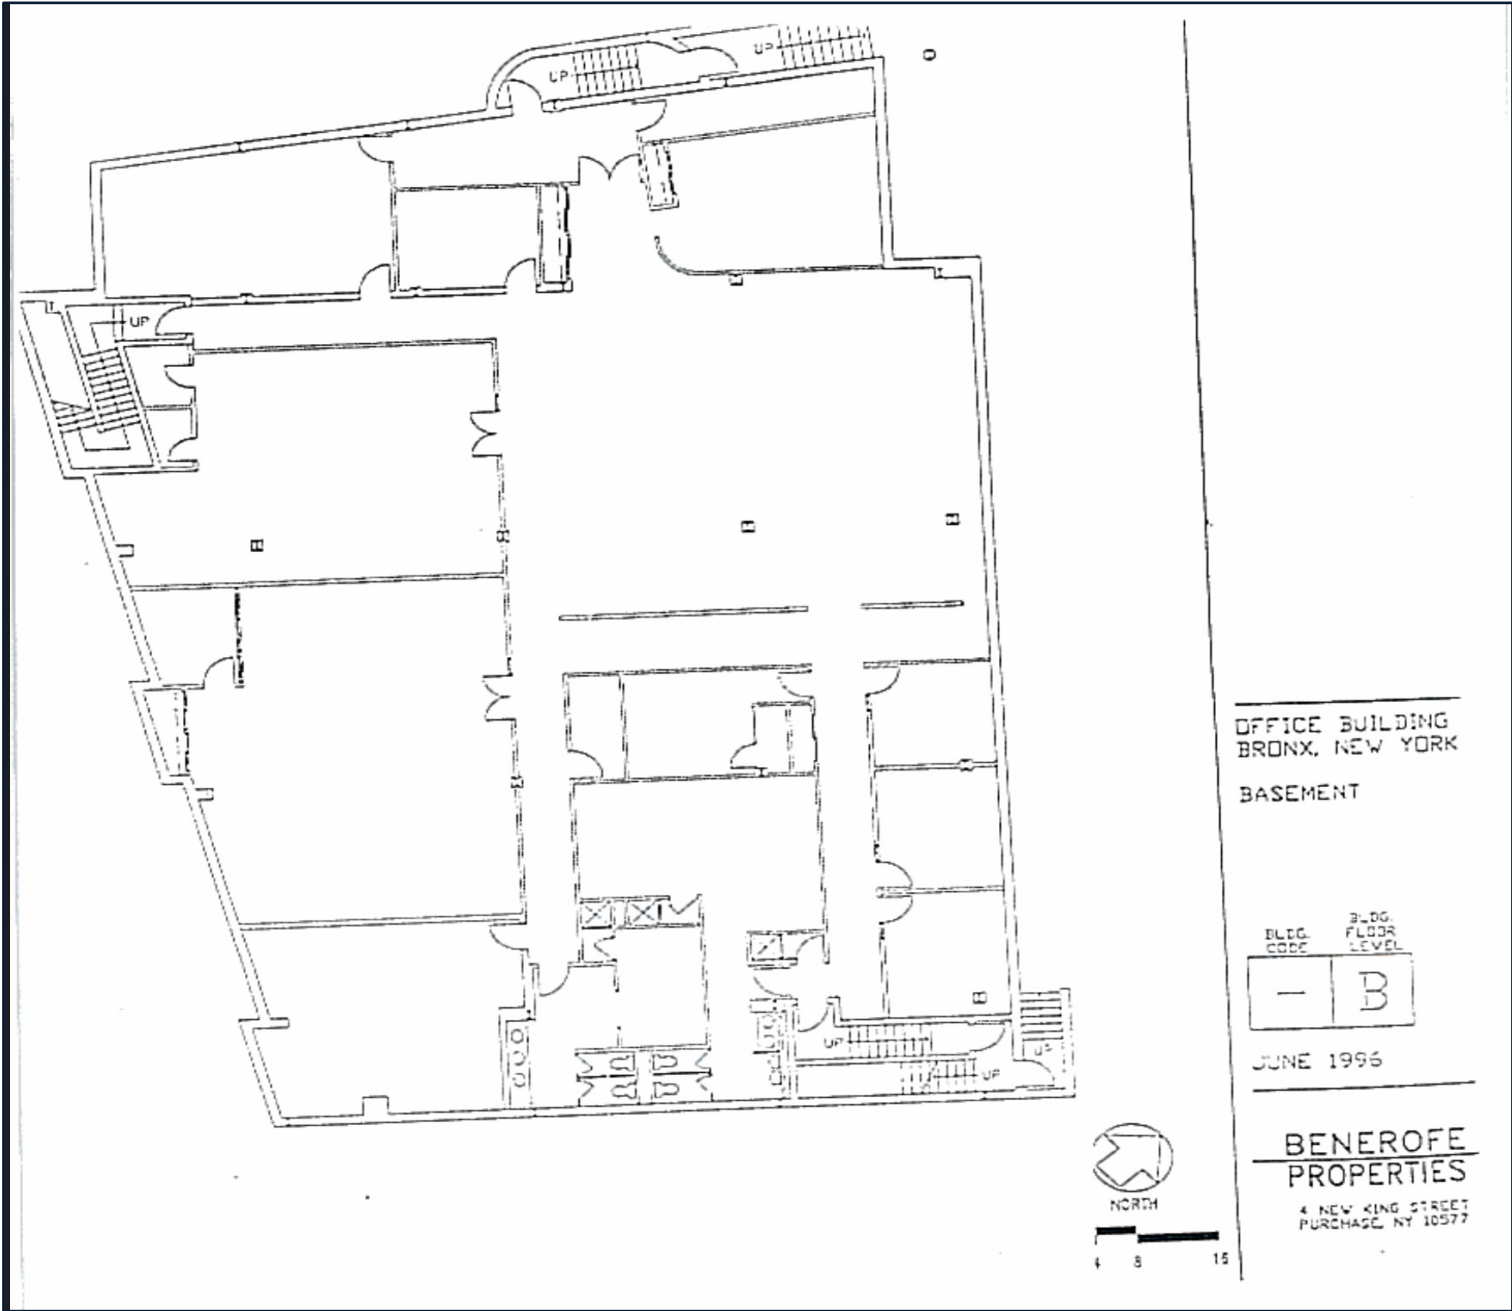 UP
UP
UP
OFFICE BUILDING
BRONX, NEW YORK
BASEMENT
BLDG.
CODE
BLDG.
FLOOR
LEVEL
—
B
JUNE 1996
UP
UP
UP
BENEROFE
PROPERTIES
4 NEW KING STREET
PURCHASE, NY 10577
NORTH
4 8 16